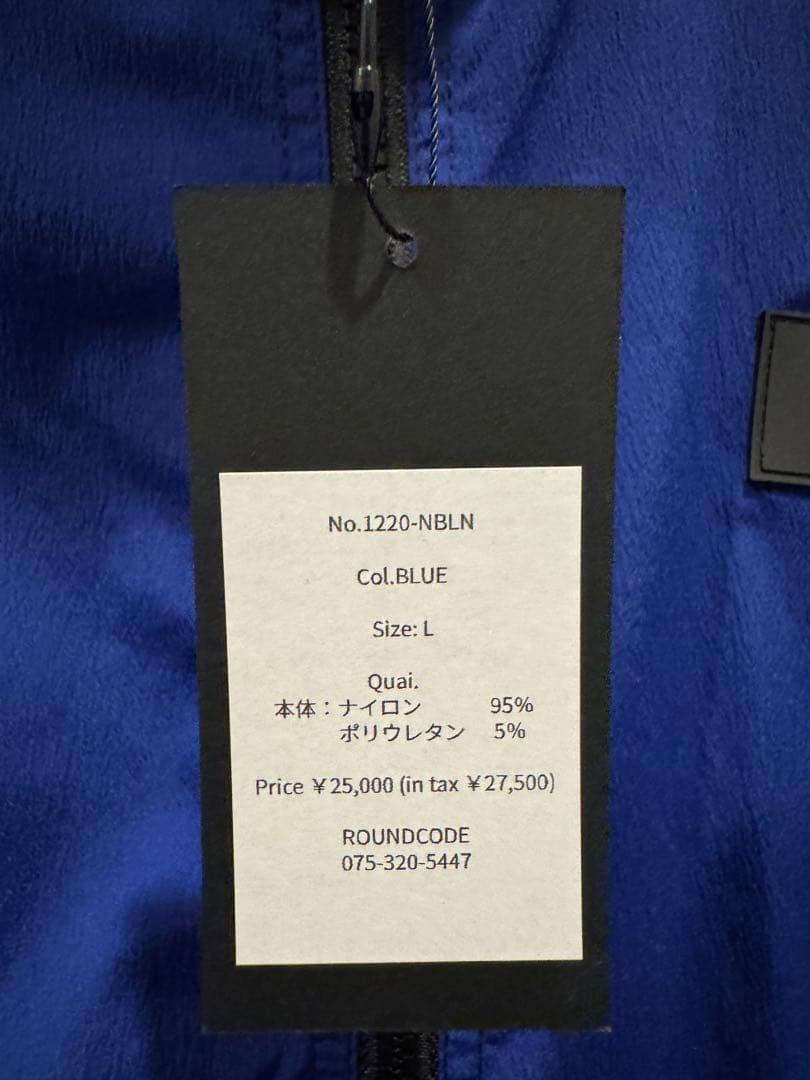 No.1220-NBLN
Col.BLUE
Size: L
Quai.
本体：ナイロン 95%
ポリウレタン 5%
Price ￥25,000 (in tax ￥27,500)
ROUNDCODE
075-320-5447